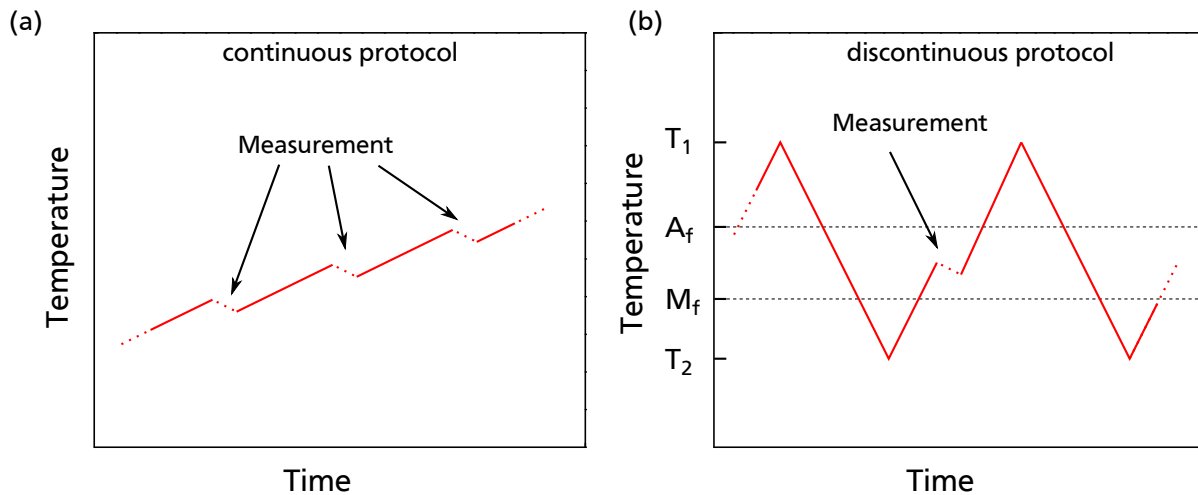 (a)
continuous protocol
Measurement
Temperature
Time
(b)
discontinuous protocol
Measurement
T1
Af
Mf
T2
Temperature
Time